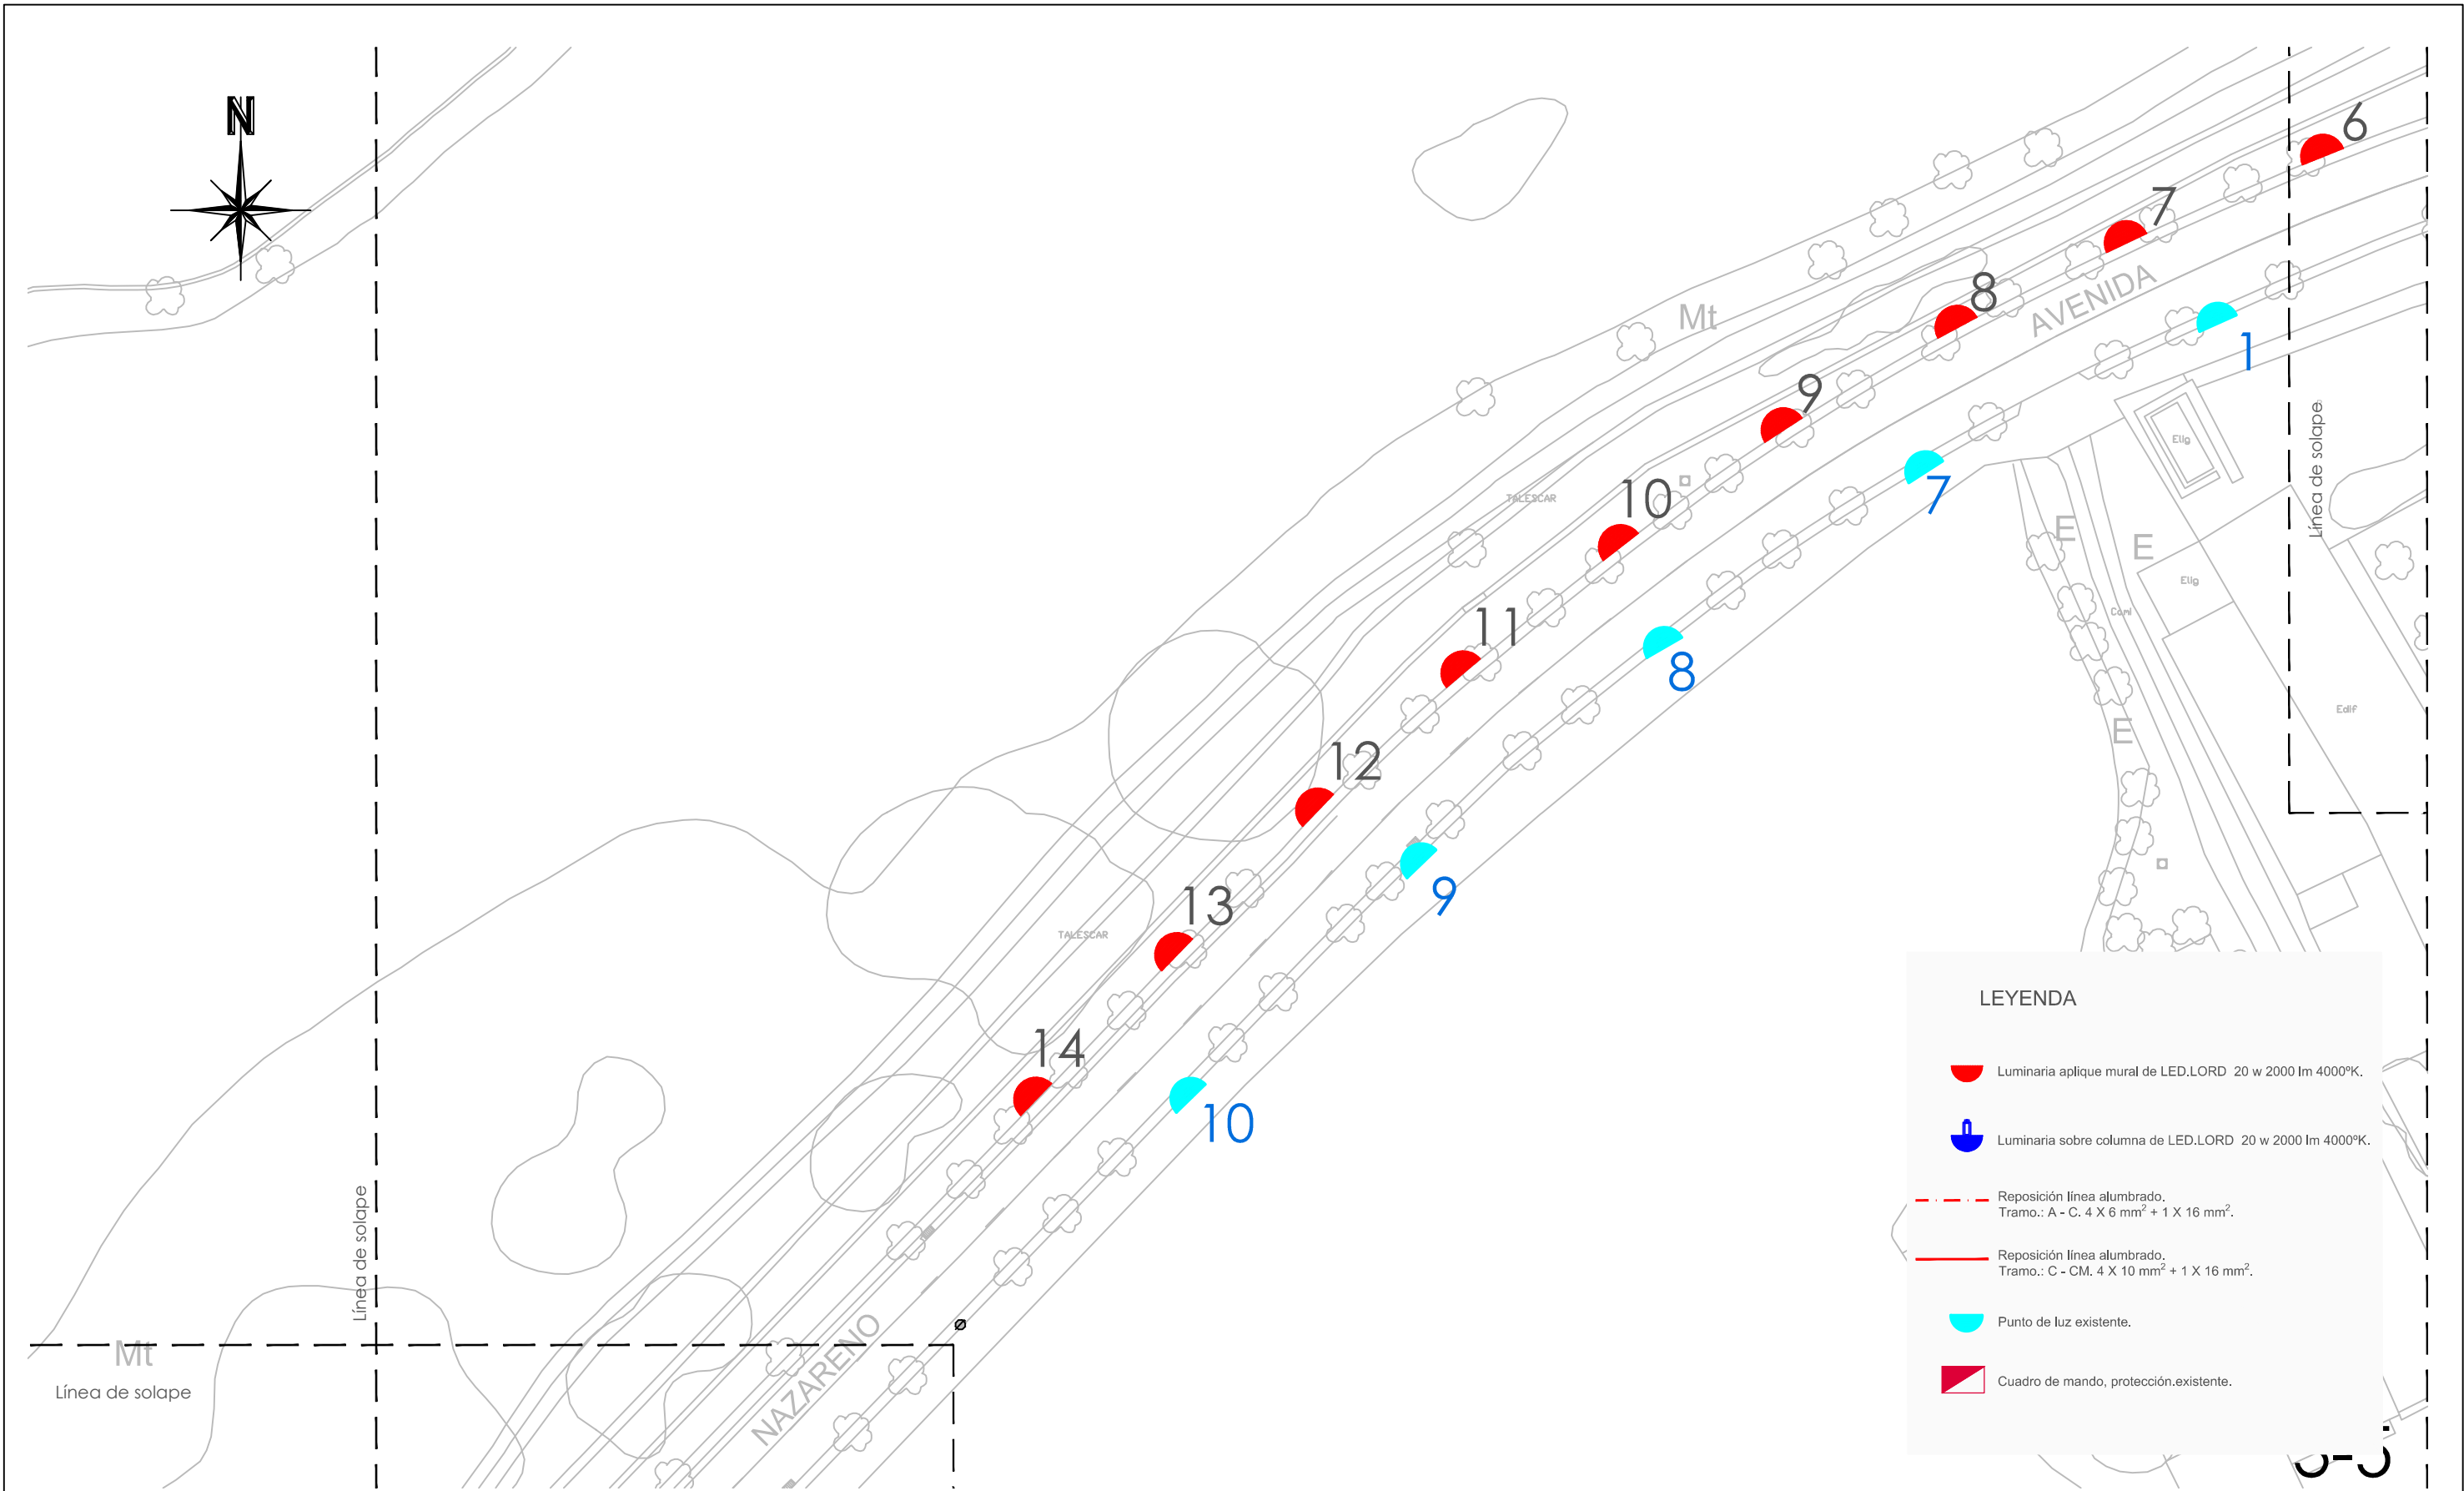 N
6
7
8
AVENIDA
1
Mt
9
Elig
Línea de solape
7
10
TALESCAR
E
E
Elig
Cami
11
8
Edif
E
12
9
13
TALESCAR
14
10
LEYENDA
Luminaria aplique mural de LED.LORD 20 w 2000 lm 4000ºK.
Luminaria sobre columna de LED.LORD 20 w 2000 lm 4000ºK.
Reposición línea alumbrado.
Tramo.: A - C. 4 X 6 mm² + 1 X 16 mm².
Reposición línea alumbrado.
Tramo.: C - CM. 4 X 10 mm² + 1 X 16 mm².
Punto de luz existente.
Cuadro de mando, protección.existente.
Línea de solape
NAZARENO
Mt
Línea de solape